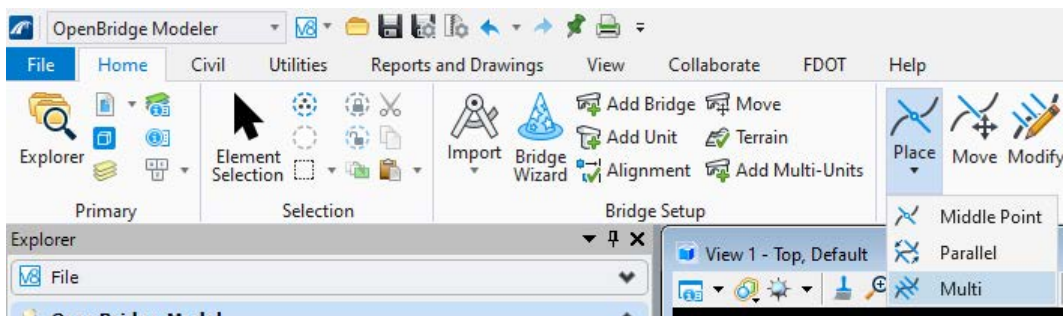 OpenBridge Modeler
File Home Civil Utilities Reports and Drawings View Collaborate FDOT Help
Explorer
Element Selection
Import
Bridge Wizard
Add Bridge Move
Add Unit Terrain
Alignment Add Multi-Units
Place Move Modify
Primary Selection Bridge Setup
Middle Point
Parallel
Multi
Explorer
View 1 - Top, Default
V8 File